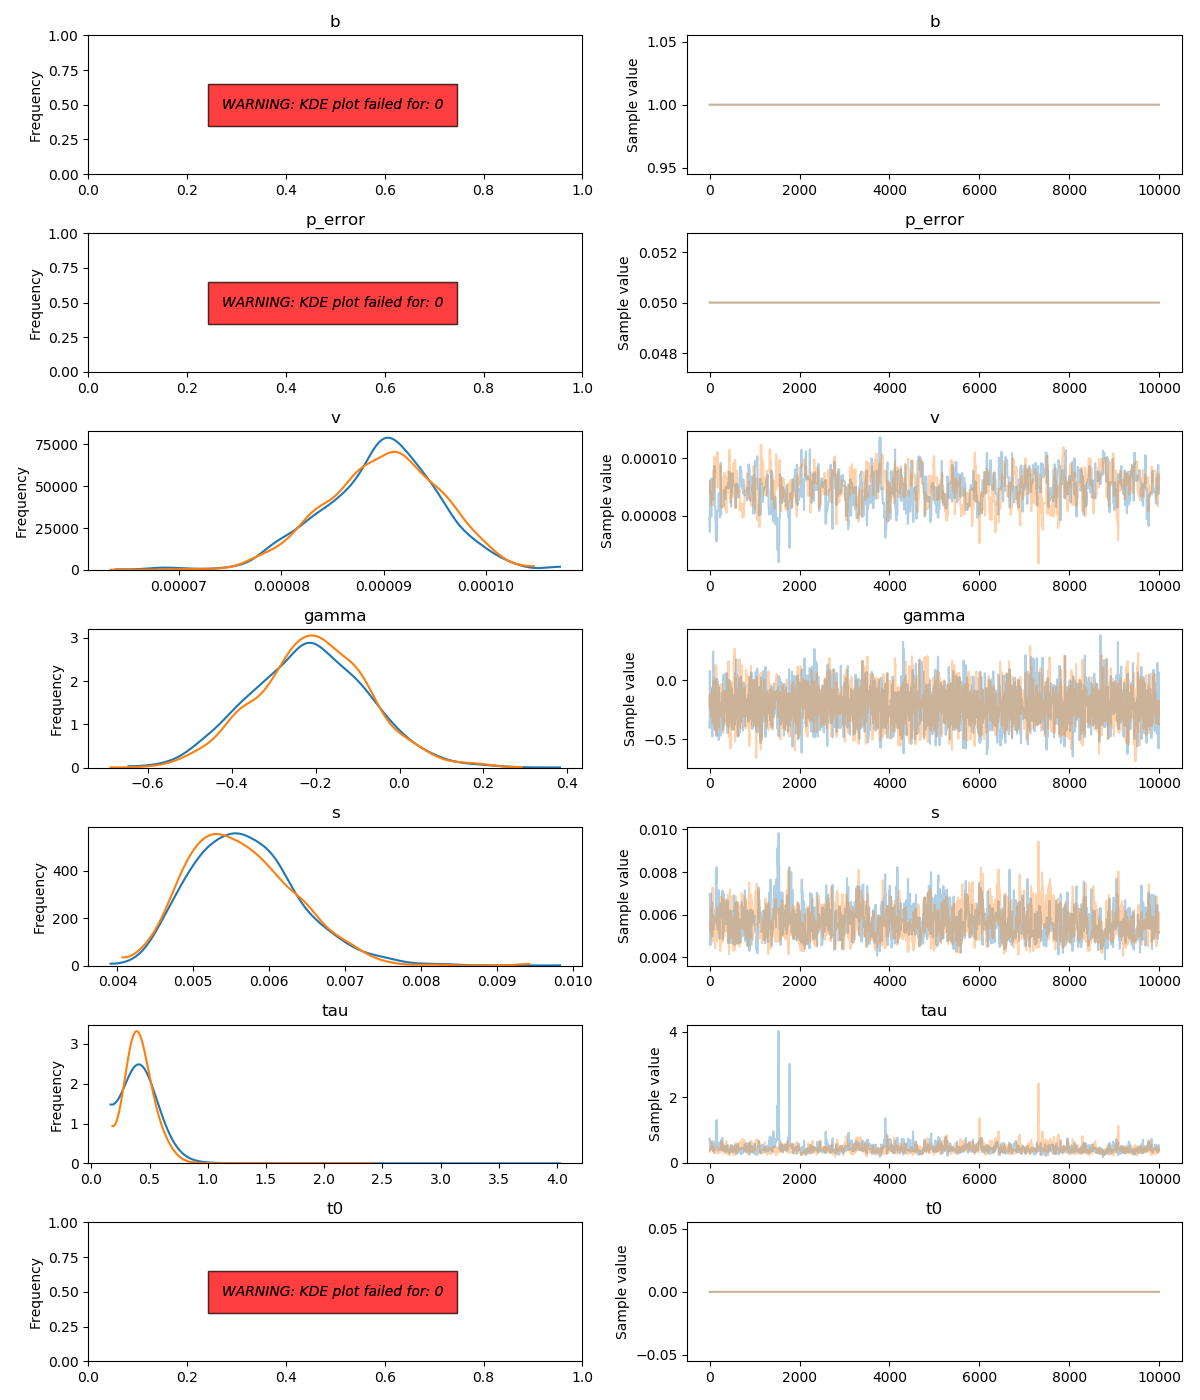 b
1.00
0.75
0.50
0.25
0.00
Frequency
WARNING: KDE plot failed for: 0
0.0 0.2 0.4 0.6 0.8 1.0
b
1.05
1.00
0.95
Sample value
0 2000 4000 6000 8000 10000
p_error
1.00
0.75
0.50
0.25
0.00
Frequency
WARNING: KDE plot failed for: 0
0.0 0.2 0.4 0.6 0.8 1.0
p_error
0.052
0.050
0.048
Sample value
0 2000 4000 6000 8000 10000
v
75000
50000
25000
0
Frequency
0.00007 0.00008 0.00009 0.00010
v
0.00010
0.00008
Sample value
0 2000 4000 6000 8000 10000
gamma
3
2
1
0
Frequency
−0.6 −0.4 −0.2 0.0 0.2 0.4
gamma
0.0
−0.5
Sample value
0 2000 4000 6000 8000 10000
s
400
200
0
Frequency
0.004 0.005 0.006 0.007 0.008 0.009 0.010
s
0.010
0.008
0.006
0.004
Sample value
0 2000 4000 6000 8000 10000
tau
3
2
1
0
Frequency
0.0 0.5 1.0 1.5 2.0 2.5 3.0 3.5 4.0
tau
4
2
0
Sample value
0 2000 4000 6000 8000 10000
t0
1.00
0.75
0.50
0.25
0.00
Frequency
WARNING: KDE plot failed for: 0
0.0 0.2 0.4 0.6 0.8 1.0
t0
0.05
0.00
−0.05
Sample value
0 2000 4000 6000 8000 10000